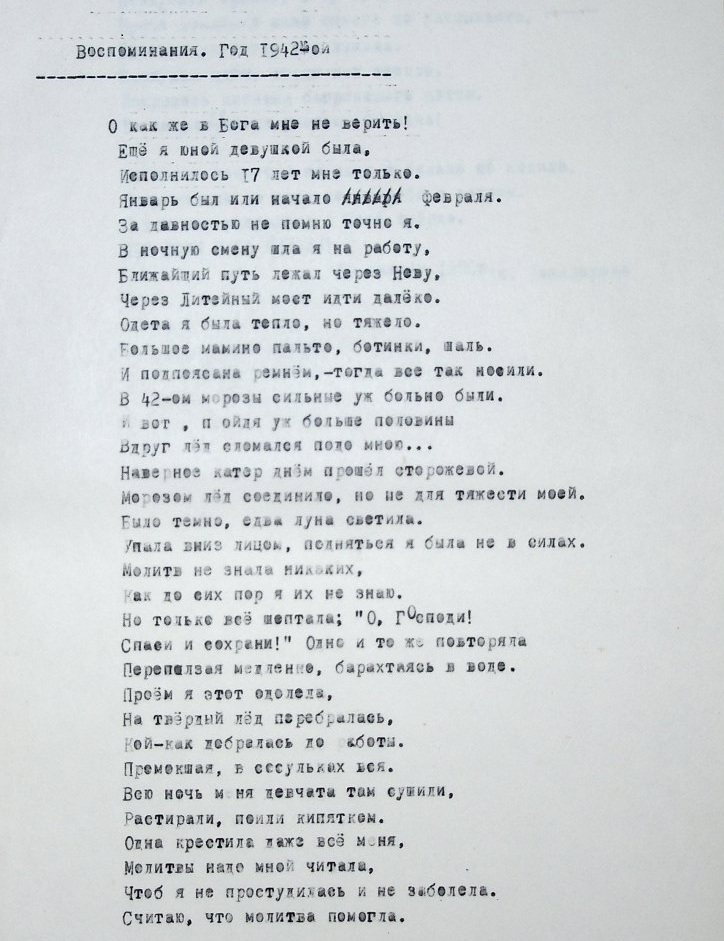 Воспоминания. Год 1942ой
О как же в Бога мне не верить!
Ещё я юной девушкой была,
Исполнилось 17 лет мне только.
Январь был или начало января февраля.
За давностью не помню точно я.
В ночную смену шла я на работу,
Ближайщий путь лежал через Неву,
Через Литейный мост идти далёко.
Одета я была тепло, но тяжело.
Большое мамино пальто, ботинки, шаль.
И подпоясана ремнём,-тогда все так носили.
В 42-ом морозы сильные уж больно были.
И вот , п ойдя уж больше половины
Вдруг лёд сломался подо мною...
Наверное катер днём прошёл сторожевой.
Морозом лёд соединило, но не для тяжести моей.
Было темно, едва луна светила.
Упала вниз лицом, подняться я была не в силах.
Молитв не знала никаких,
Как до сих пор я их не знаю.
Но только всё шептала; "О, Господи!
Спаси и сохрани!" Одно и то же повторяла
Переползая медленно, барахтаясь в воде.
Проём я этот одолела,
На твёрдый лёд перебралась,
Кой-как добралась до аботы.
Промокшая, в сосульках вся.
Всю ночь м ня девчата там сушили,
Растирали, поили кипятком.
Одна крестила даже всё меня,
Молитвы надо мной читала,
Чтоб я не простудилась и не заболела.
Считаю, что молитва помогла.